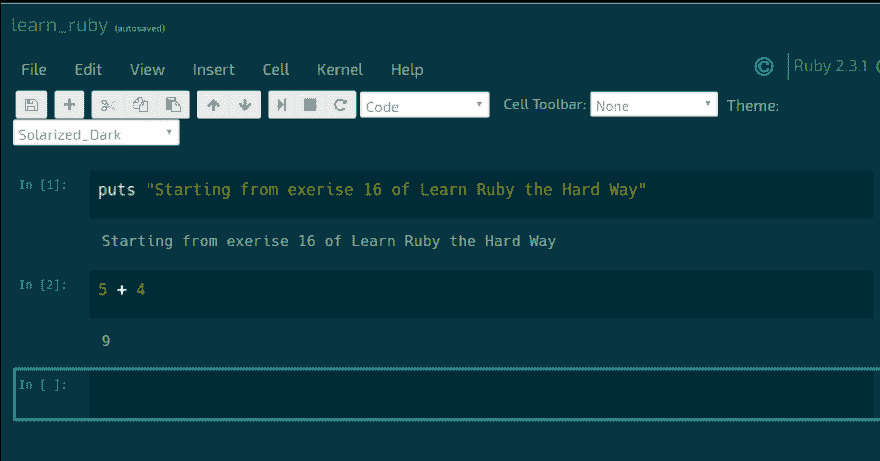 learn_ruby (autosaved)
File Edit View Insert Cell Kernel Help
Ruby 2.3.1
Code Cell Toolbar: None Theme:
Solarized_Dark
In [1]: puts "Starting from exerise 16 of Learn Ruby the Hard Way"
Starting from exerise 16 of Learn Ruby the Hard Way
In [2]: 5 + 4
9
In [ ]: